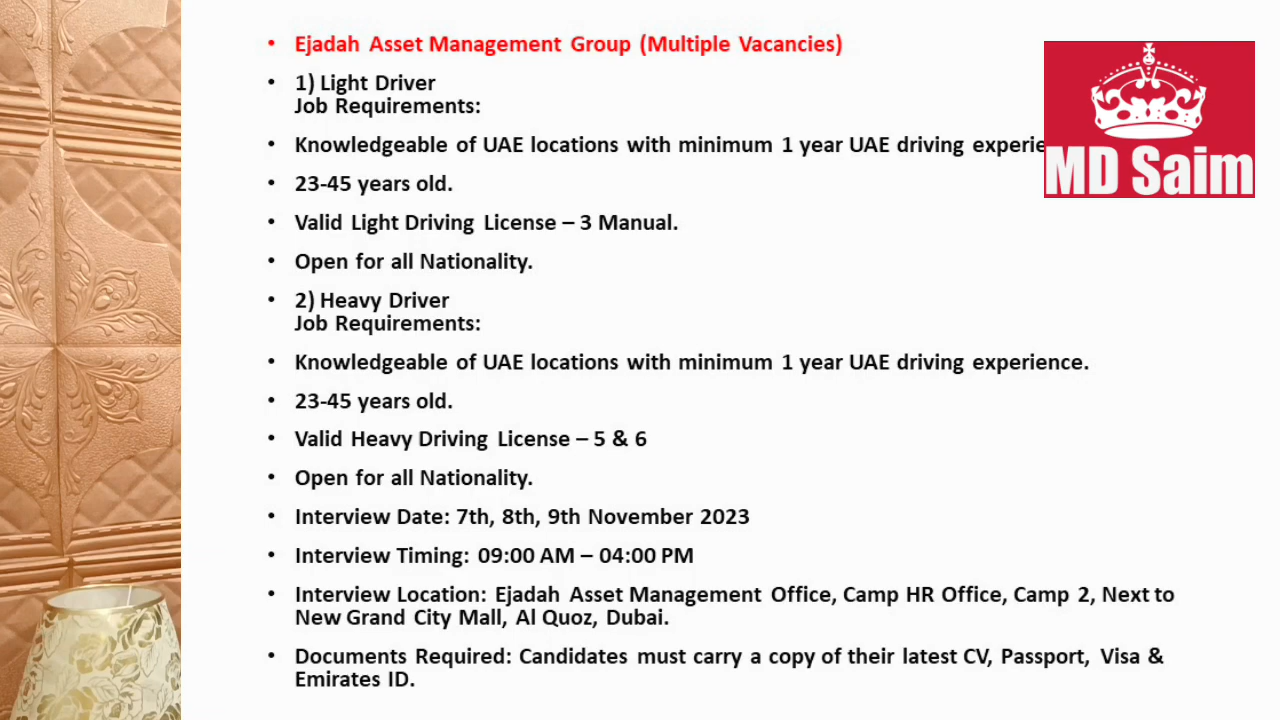 • Ejadah Asset Management Group (Multiple Vacancies)
• 1) Light Driver
Job Requirements:
• Knowledgeable of UAE locations with minimum 1 year UAE driving
• 23-45 years old.
• Valid Light Driving License – 3 Manual.
• Open for all Nationality.
• 2) Heavy Driver
Job Requirements:
• Knowledgeable of UAE locations with minimum 1 year UAE driving experience.
• 23-45 years old.
• Valid Heavy Driving License – 5 & 6
• Open for all Nationality.
• Interview Date: 7th, 8th, 9th November 2023
• Interview Timing: 09:00 AM – 04:00 PM
• Interview Location: Ejadah Asset Management Office, Camp HR Office, Camp 2, Next to
New Grand City Mall, Al Quoz, Dubai.
• Documents Required: Candidates must carry a copy of their latest CV, Passport, Visa &
Emirates ID.
MD Saim